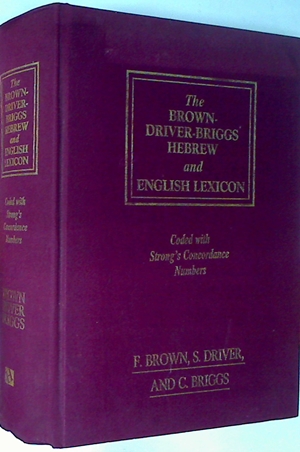 The
BROWN-
DRIVER-
BRIGGS
HEBREW
and
ENGLISH
LEXICON
Coded with
Strong's
Concordance
Numbers
BROWN
DRIVER
BRIGGS
The
BROWN-
DRIVER-BRIGGS
HEBREW
and
ENGLISH LEXICON
Coded with
Strong's Concordance
Numbers
F. BROWN, S. DRIVER,
AND C. BRIGGS